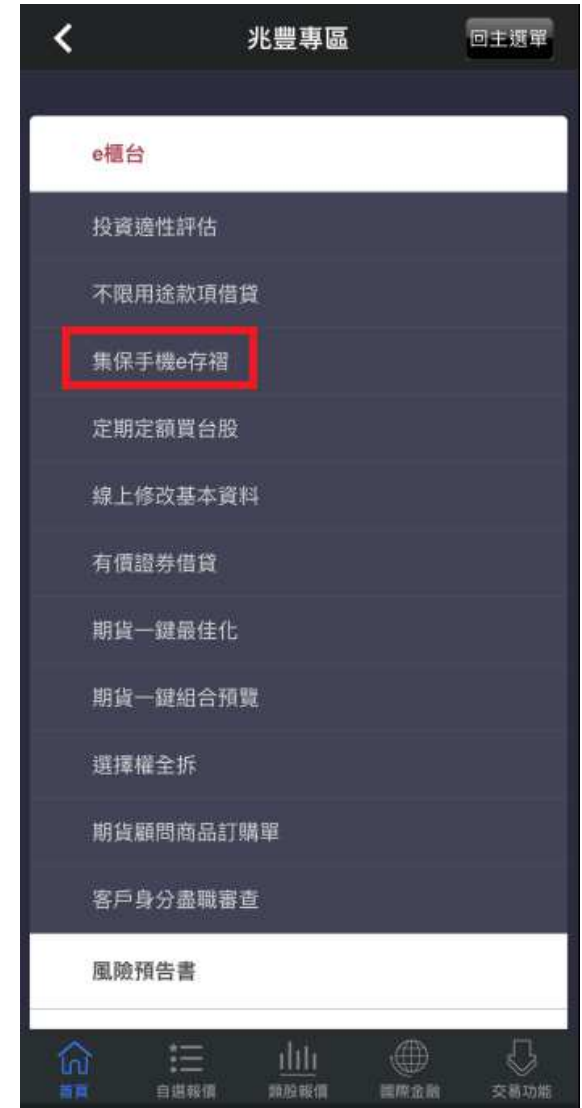 兆豐專區
回主選單
e櫃台
投資適性評估
不限用途款項借貸
集保手機e存褶
定期定額買台股
線上修改基本資料
有價證券借貸
期貨一鍵最佳化
期貨一鍵組合預覽
選擇權全拆
期貨顧問商品訂購單
客戶身分盡職審查
風險預告書
首頁 自選報價 類股報價 國際金融 交易功能